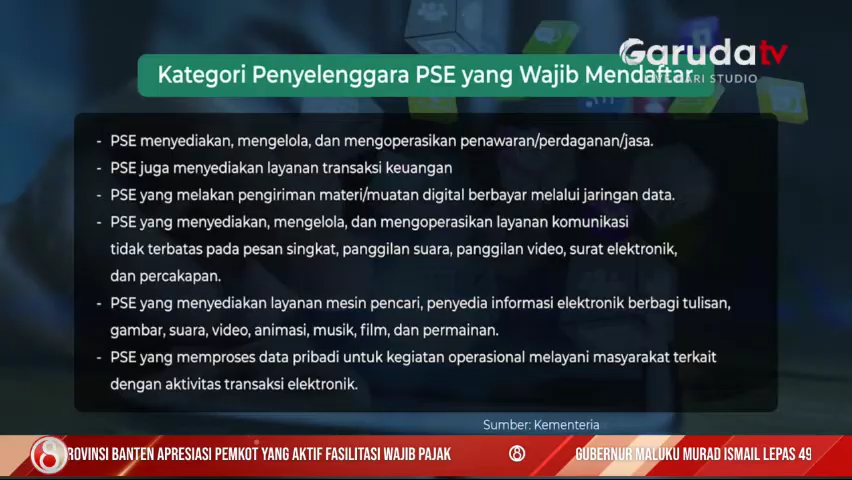 Garuda tv
Kategori Penyelenggara PSE yang Wajib Mendaftar
STUDIO
- PSE menyediakan, mengelola, dan mengoperasikan penawaran/perdaganan/jasa.
- PSE juga menyediakan layanan transaksi keuangan
- PSE yang melakan pengiriman materi/muatan digital berbayar melalui jaringan data.
- PSE yang menyediakan, mengelola, dan mengoperasikan layanan komunikasi
tidak terbatas pada pesan singkat, panggilan suara, panggilan video, surat elektronik,
dan percakapan.
- PSE yang menyediakan layanan mesin pencari, penyedia informasi elektronik berbagi tulisan,
gambar, suara, video, animasi, musik, film, dan permainan.
- PSE yang memproses data pribadi untuk kegiatan operasional melayani masyarakat terkait
dengan aktivitas transaksi elektronik.
Sumber: Kementeria
ROVINSI BANTEN APRESIASI PEMKOT YANG AKTIF FASILITASI WAJIB PAJAK GUBERNUR MALUKU MURAD ISMAIL LEPAS 49